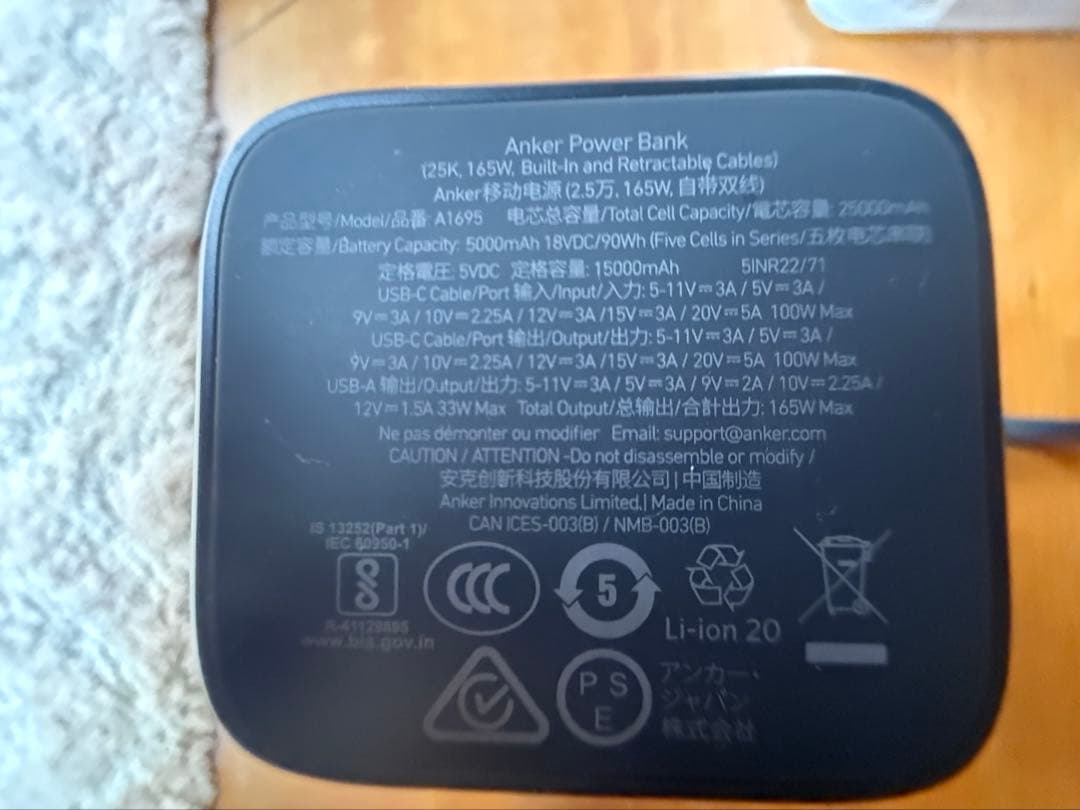 Anker Power Bank
(25K, 165W, Built-In and Retractable Cables)
Anker移动电源 (2.5万, 165W, 自带双线)
产品型号/Model/品番: A1695 电芯总容量/Total Cell Capacity/電芯容量: 25000mAh
额定容量/Battery Capacity: 5000mAh 18VDC/90Wh (Five Cells in Series/五枚电芯串联)
定格電圧: 5VDC 定格容量: 15000mAh 5INR22/71
USB-C Cable/Port 输入/Input/入力: 5-11V⎓3A / 5V⎓3A /
9V⎓3A / 10V⎓2.25A / 12V⎓3A /15V⎓3A / 20V⎓5A 100W Max
USB-C Cable/Port 输出/Output/出力: 5-11V⎓3A / 5V⎓3A /
9V⎓3A / 10V⎓2.25A / 12V⎓3A /15V⎓3A / 20V⎓5A 100W Max
USB-A 输出/Output/出力: 5-11V⎓3A / 5V⎓3A / 9V⎓2A / 10V⎓2.25A /
12V⎓1.5A 33W Max Total Output/总输出/合計出力: 165W Max
Ne pas démonter ou modifier Email: support@anker.com
CAUTION / ATTENTION -Do not disassemble or modify /
安克创新科技股份有限公司 | 中国制造
Anker Innovations Limited.| Made in China
CAN ICES-003(B) / NMB-003(B)
IS 13252(Part 1)/
IEC 60950-1
R-41129895
www.bis.gov.in
CCC
5
Li-ion 20
PS
E
アンカー・
ジャパン
株式会社